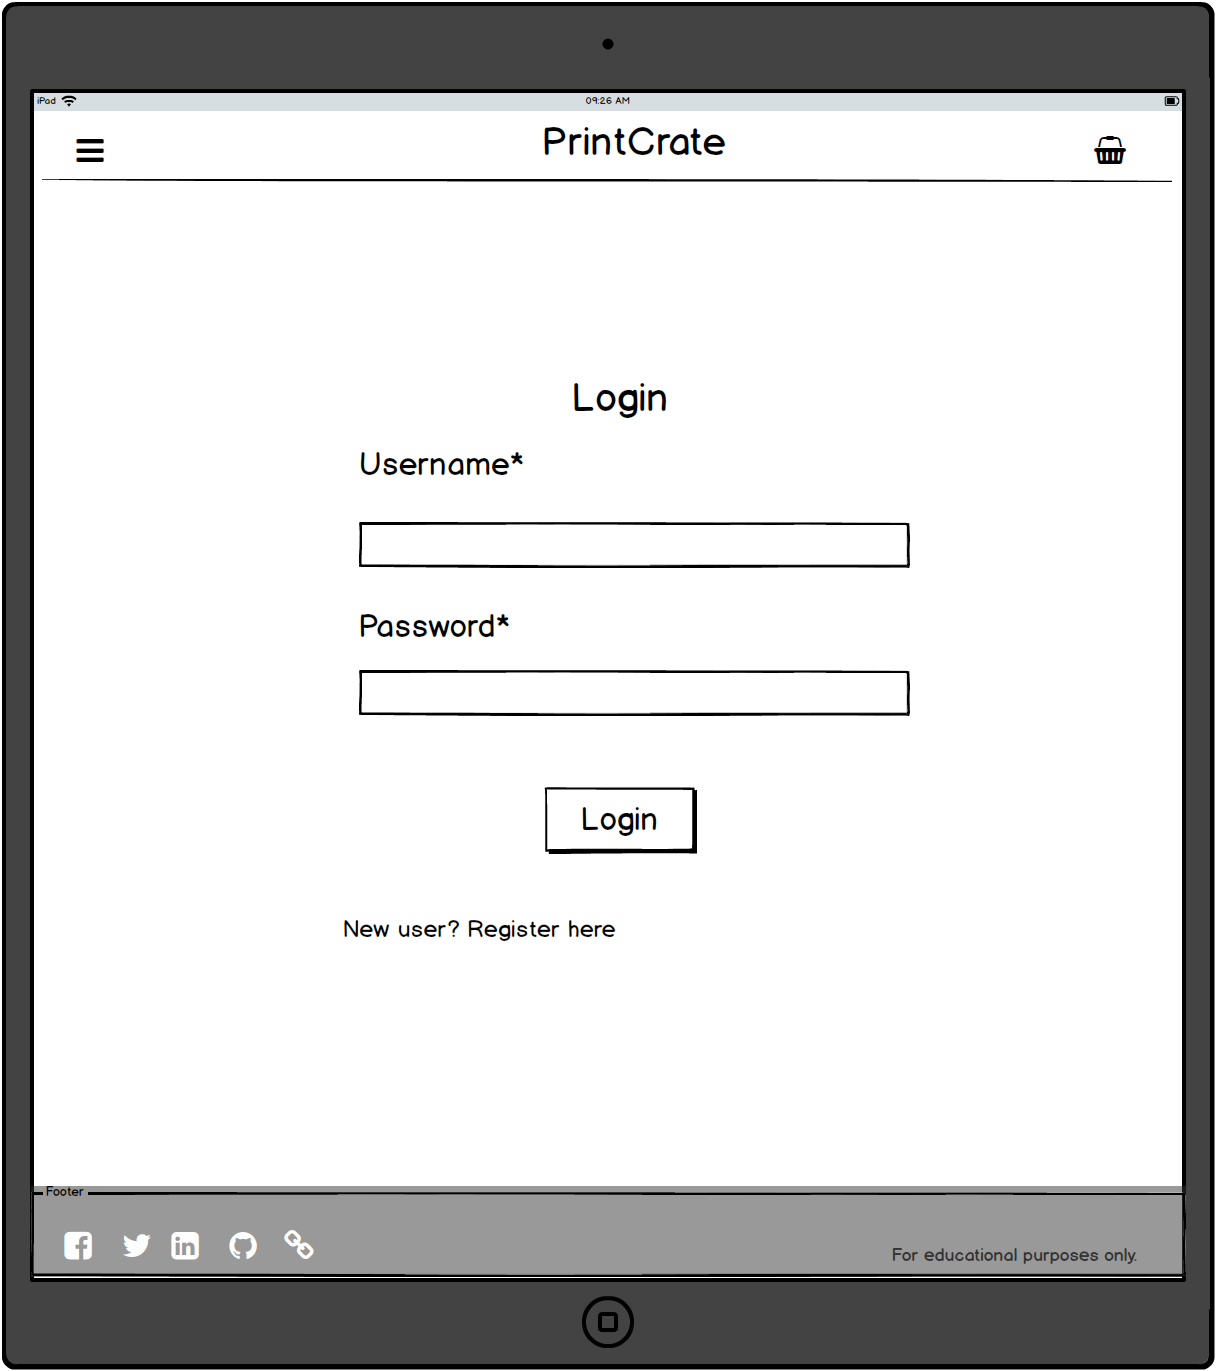 iPad
09:26 AM
PrintCrate
Login
Username*
Password*
Login
New user? Register here
Footer
For educational purposes only.